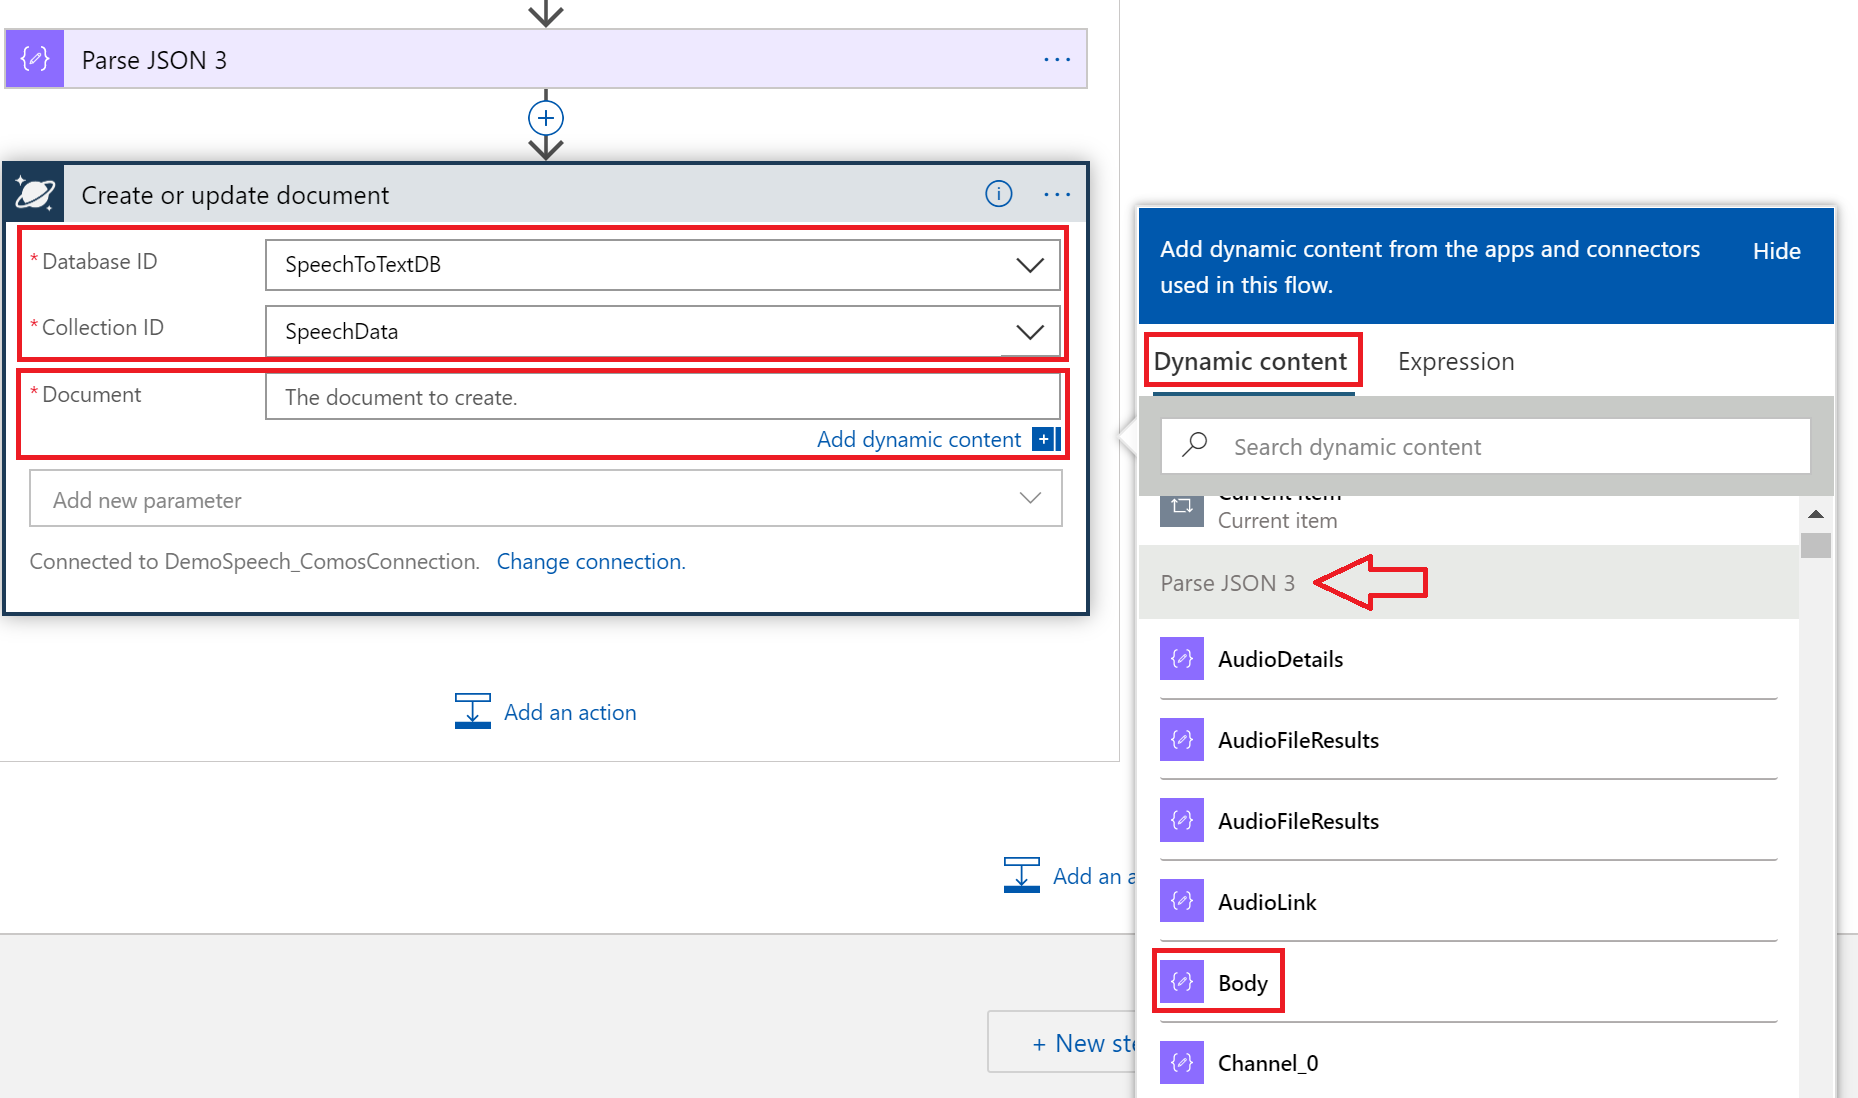 Parse JSON 3
Create or update document
* Database ID
SpeechToTextDB
* Collection ID
SpeechData
* Document
The document to create.
Add dynamic content
Add new parameter
Connected to DemoSpeech_ComosConnection. Change connection.
Add an action
Add an a
+ New ste
Add dynamic content from the apps and connectors
used in this flow.
Hide
Dynamic content
Expression
Search dynamic content
Current item
Current item
Parse JSON 3
AudioDetails
AudioFileResults
AudioFileResults
AudioLink
Body
Channel_0